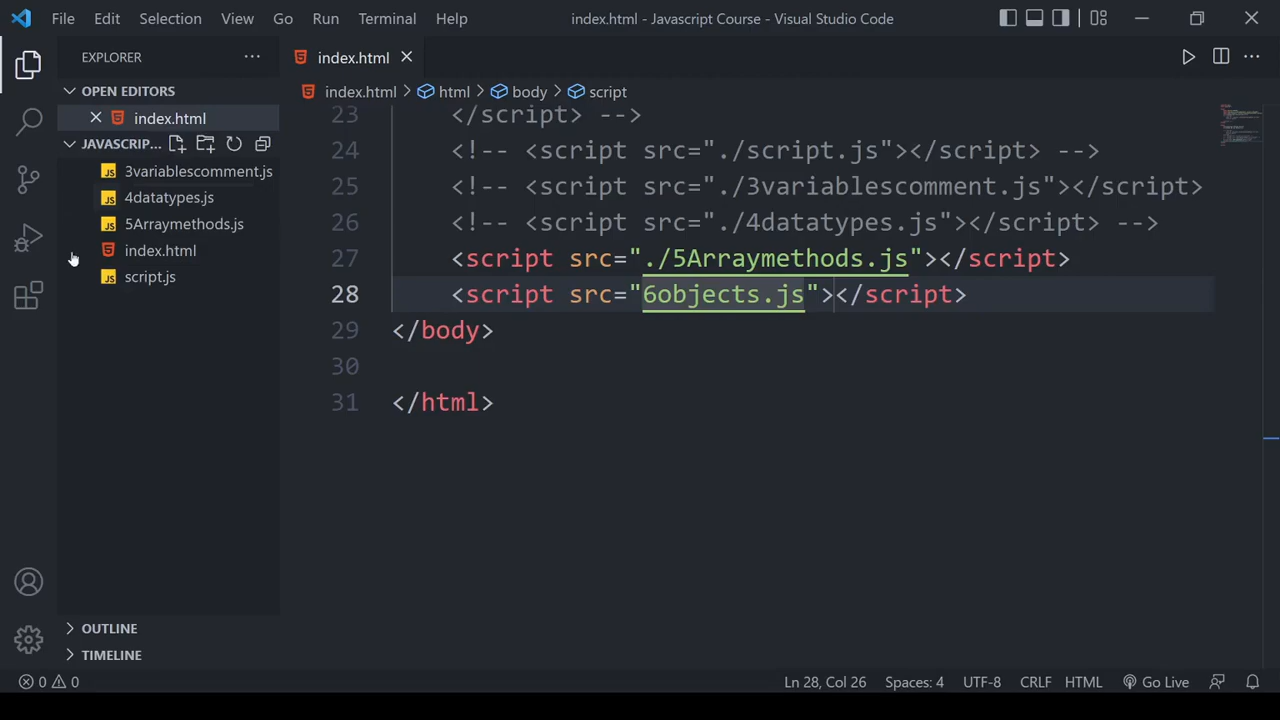 File Edit Selection View Go Run Terminal Help index.html - Javascript Course - Visual Studio Code
EXPLORER ...
OPEN EDITORS
index.html
JAVASCRIP...
3variablescomment.js
4datatypes.js
5Arraymethods.js
index.html
script.js
OUTLINE
TIMELINE
index.html
index.html > html > body > script
23 </script> -->
24 <!-- <script src="./script.js"></script> -->
25 <!-- <script src="./3variablescomment.js"></script>
26 <!-- <script src="./4datatypes.js"></script> -->
27 <script src="./5Arraymethods.js"></script>
28 <script src="6objects.js"></script>
29 </body>
30
31 </html>
0 0 Ln 28, Col 26 Spaces: 4 UTF-8 CRLF HTML Go Live